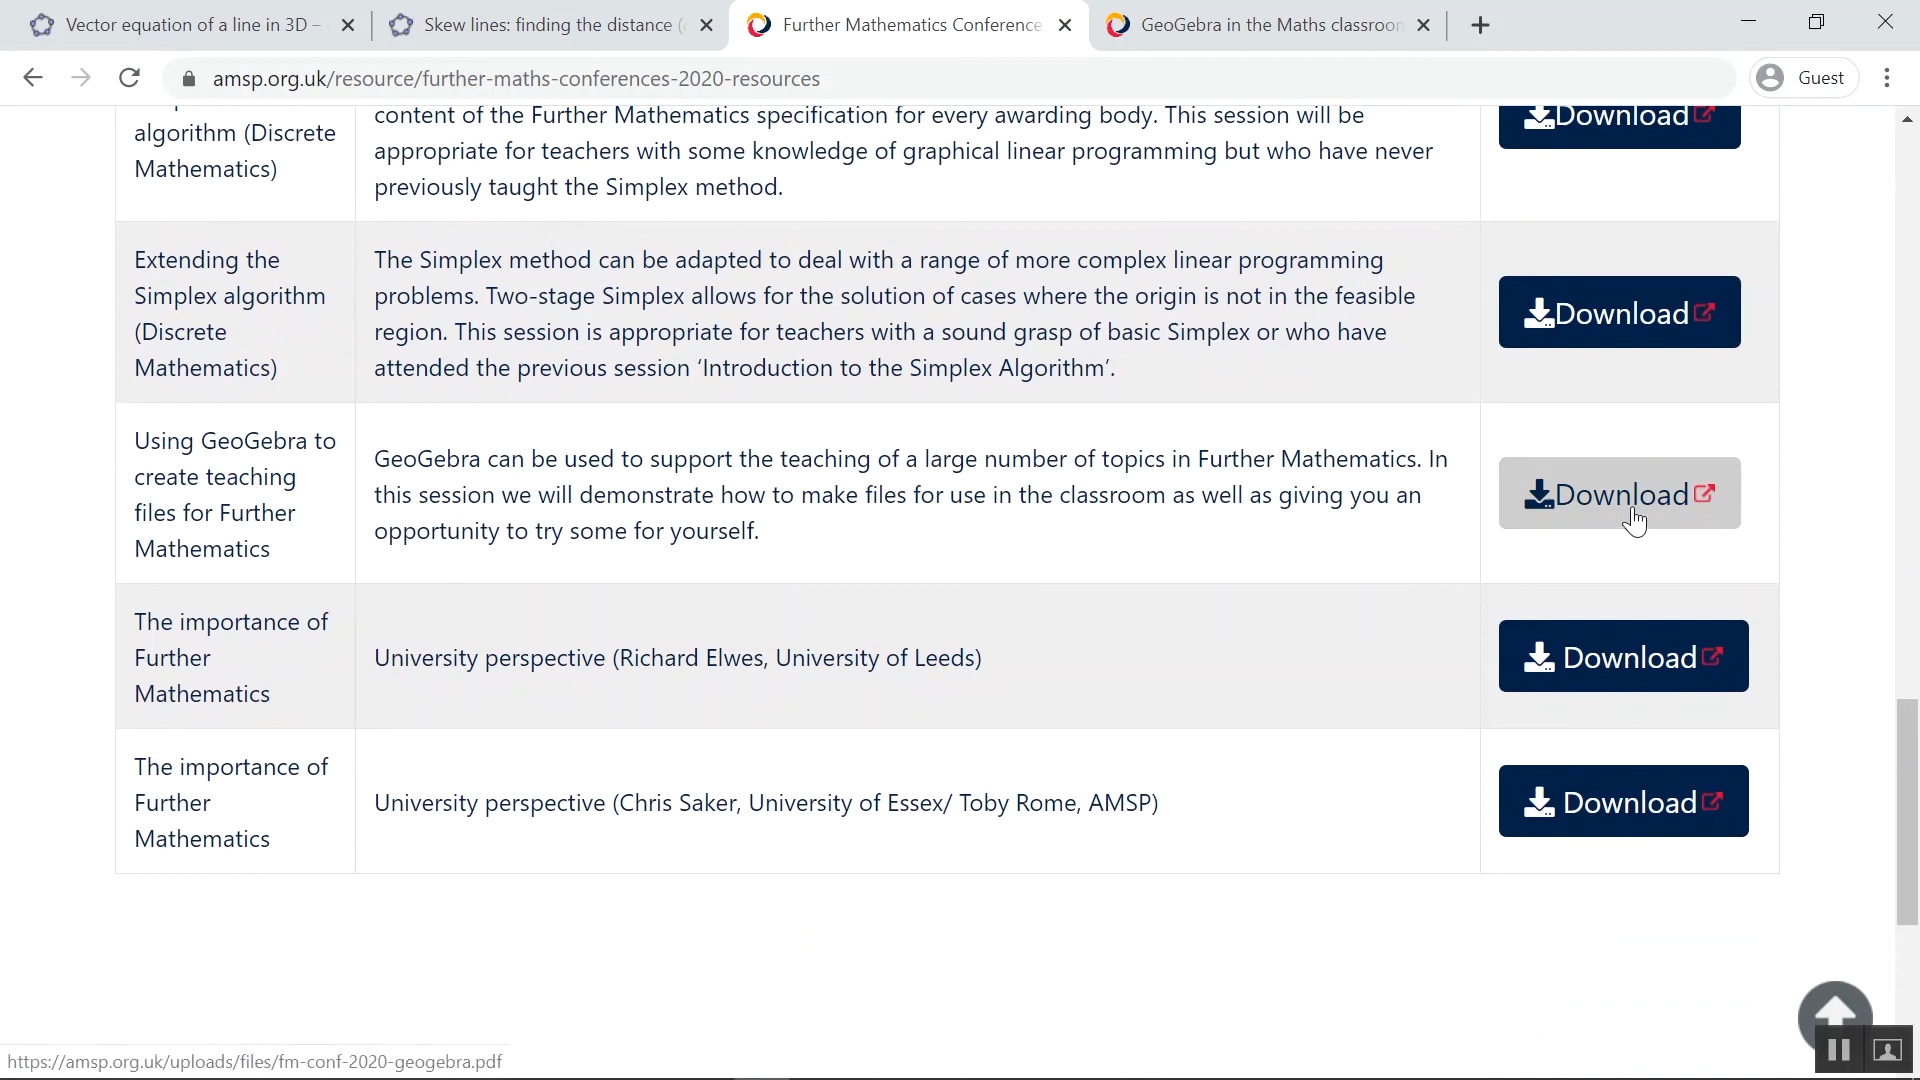 Vector equation of a line in 3D –
Skew lines: finding the distance (
Further Mathematics Conference
GeoGebra in the Maths classroom
amsp.org.uk/resource/further-maths-conferences-2020-resources
Guest
algorithm (Discrete
Mathematics)
content of the Further Mathematics specification for every awarding body. This session will be
appropriate for teachers with some knowledge of graphical linear programming but who have never
previously taught the Simplex method.
Download
Extending the
Simplex algorithm
(Discrete
Mathematics)
The Simplex method can be adapted to deal with a range of more complex linear programming
problems. Two-stage Simplex allows for the solution of cases where the origin is not in the feasible
region. This session is appropriate for teachers with a sound grasp of basic Simplex or who have
attended the previous session ‘Introduction to the Simplex Algorithm’.
Download
Using GeoGebra to
create teaching
files for Further
Mathematics
GeoGebra can be used to support the teaching of a large number of topics in Further Mathematics. In
this session we will demonstrate how to make files for use in the classroom as well as giving you an
opportunity to try some for yourself.
Download
The importance of
Further
Mathematics
University perspective (Richard Elwes, University of Leeds)
Download
The importance of
Further
Mathematics
University perspective (Chris Saker, University of Essex/ Toby Rome, AMSP)
Download
https://amsp.org.uk/uploads/files/fm-conf-2020-geogebra.pdf